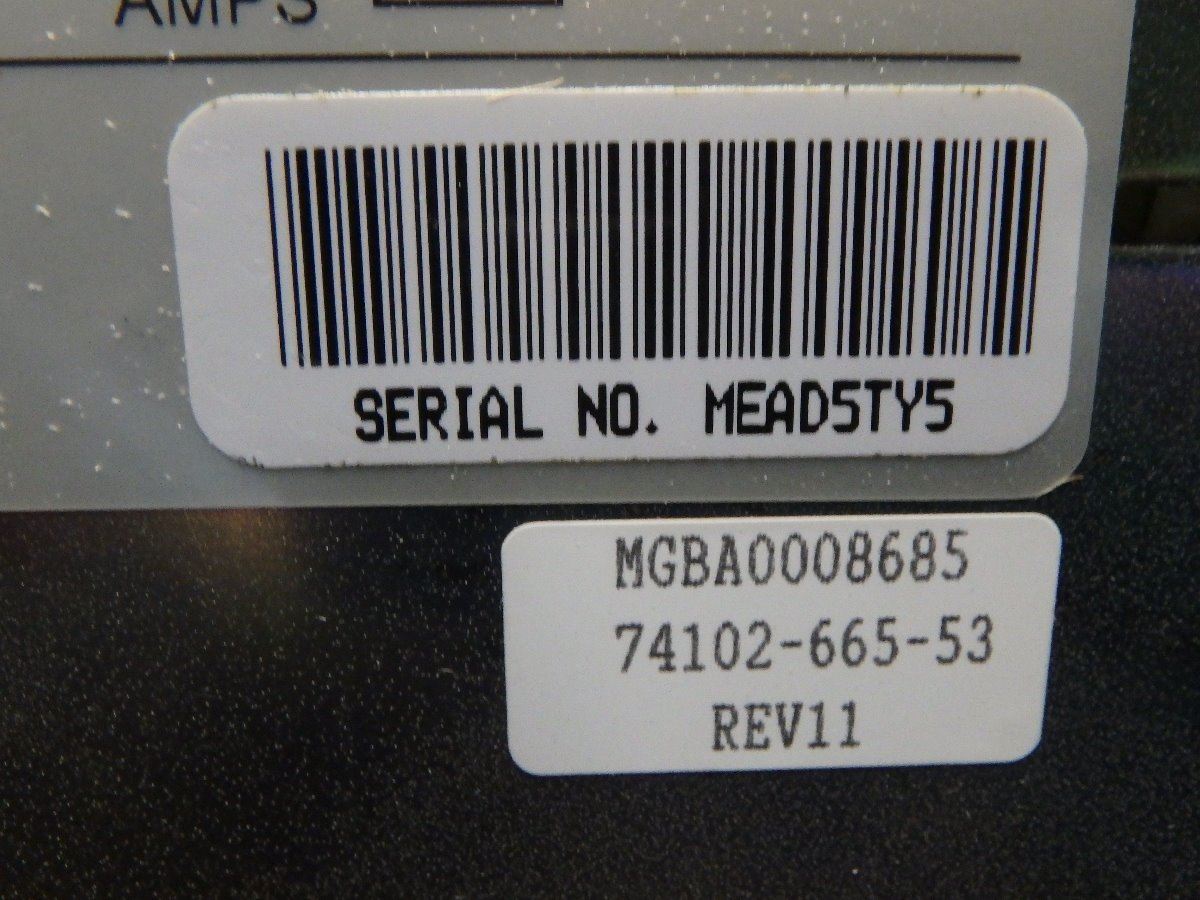 AMPS
SERIAL NO. MEAD5TY5
MGBA0008685
74102-665-53
REV11